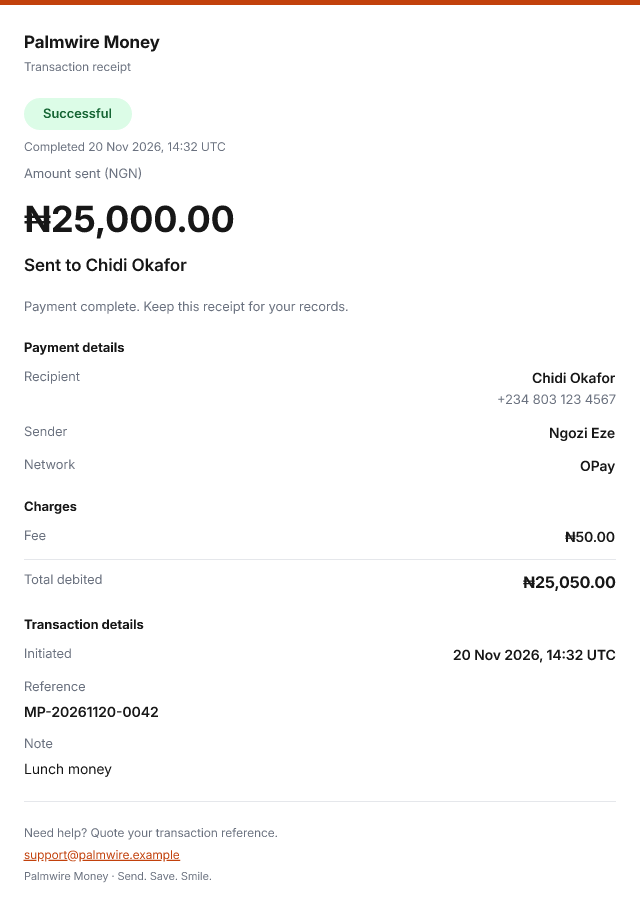 Palmwire Money
Transaction receipt
Successful
Completed 20 Nov 2026, 14:32 UTC
Amount sent (NGN)
₦25,000.00
Sent to Chidi Okafor
Payment complete. Keep this receipt for your records.
Payment details
Recipient Chidi Okafor
+234 803 123 4567
Sender Ngozi Eze
Network OPay
Charges
Fee ₦50.00
Total debited ₦25,050.00
Transaction details
Initiated 20 Nov 2026, 14:32 UTC
Reference
MP-20261120-0042
Note
Lunch money
Need help? Quote your transaction reference.
support@palmwire.example
Palmwire Money · Send. Save. Smile.